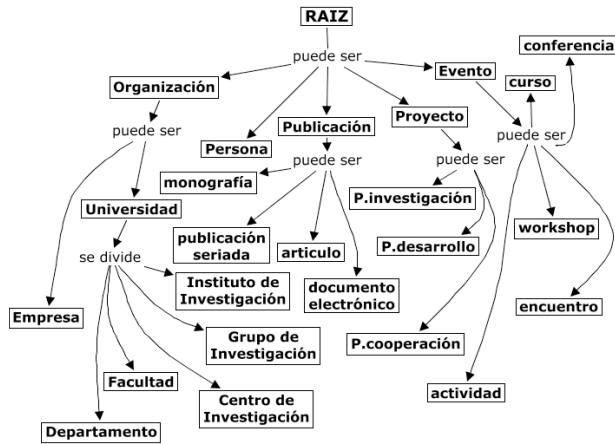 RAIZ
puede ser
conferencia
Evento
curso
Organización
Publicación
Proyecto
puede ser
puede ser
Persona
puede ser
puede ser
monografía
P.investigación
Universidad
publicación
seriada
articulo
P.desarrollo
workshop
se divide
Instituto de
Investigación
documento
electrónico
encuentro
Empresa
Grupo de
Investigación
P.cooperación
Facultad
Centro de
Investigación
actividad
Departamento